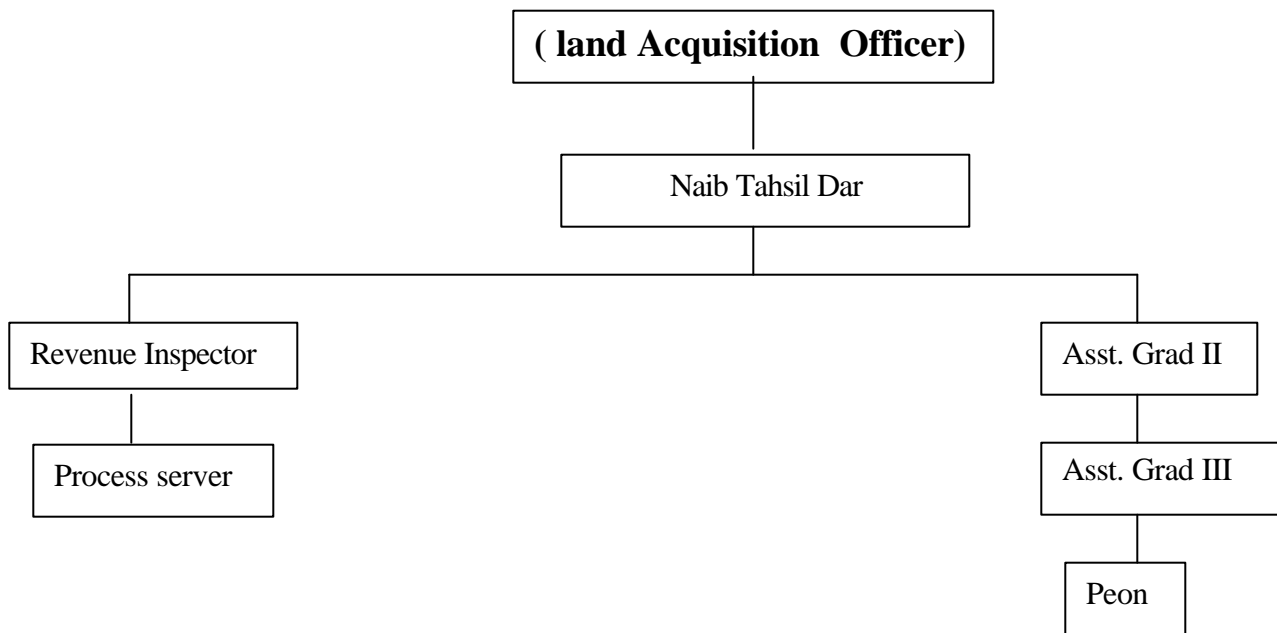 ( land Acquisition Officer)
Naib Tahsil Dar
Revenue Inspector
Asst. Grad II
Process server
Asst. Grad III
Peon